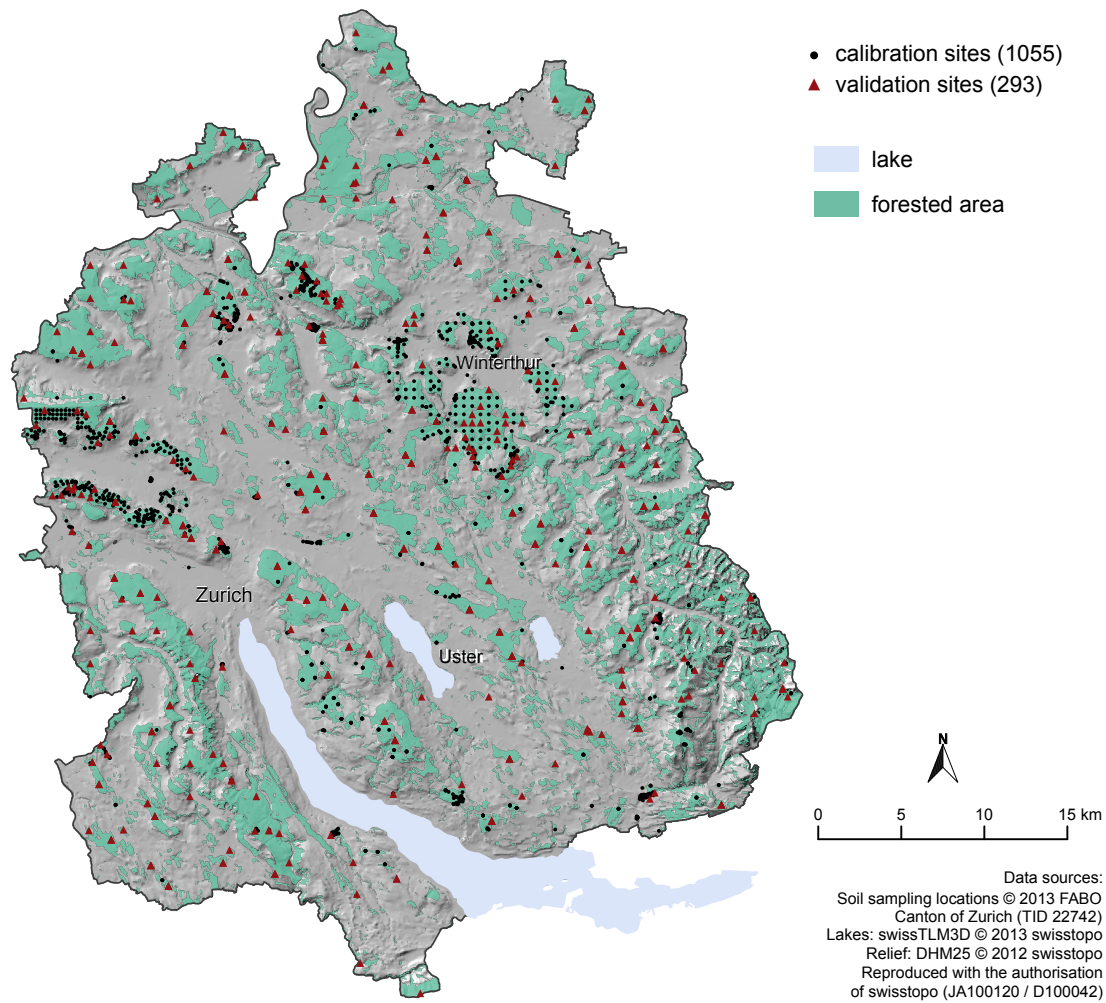 calibration sites (1055)
validation sites (293)
lake
forested area
Winterthur
Zurich
Uster
N
0 5 10 15 km
Data sources:
Soil sampling locations © 2013 FABO
Canton of Zurich (TID 22742)
Lakes: swissTLM3D © 2013 swisstopo
Relief: DHM25 © 2012 swisstopo
Reproduced with the authorisation
of swisstopo (JA100120 / D100042)